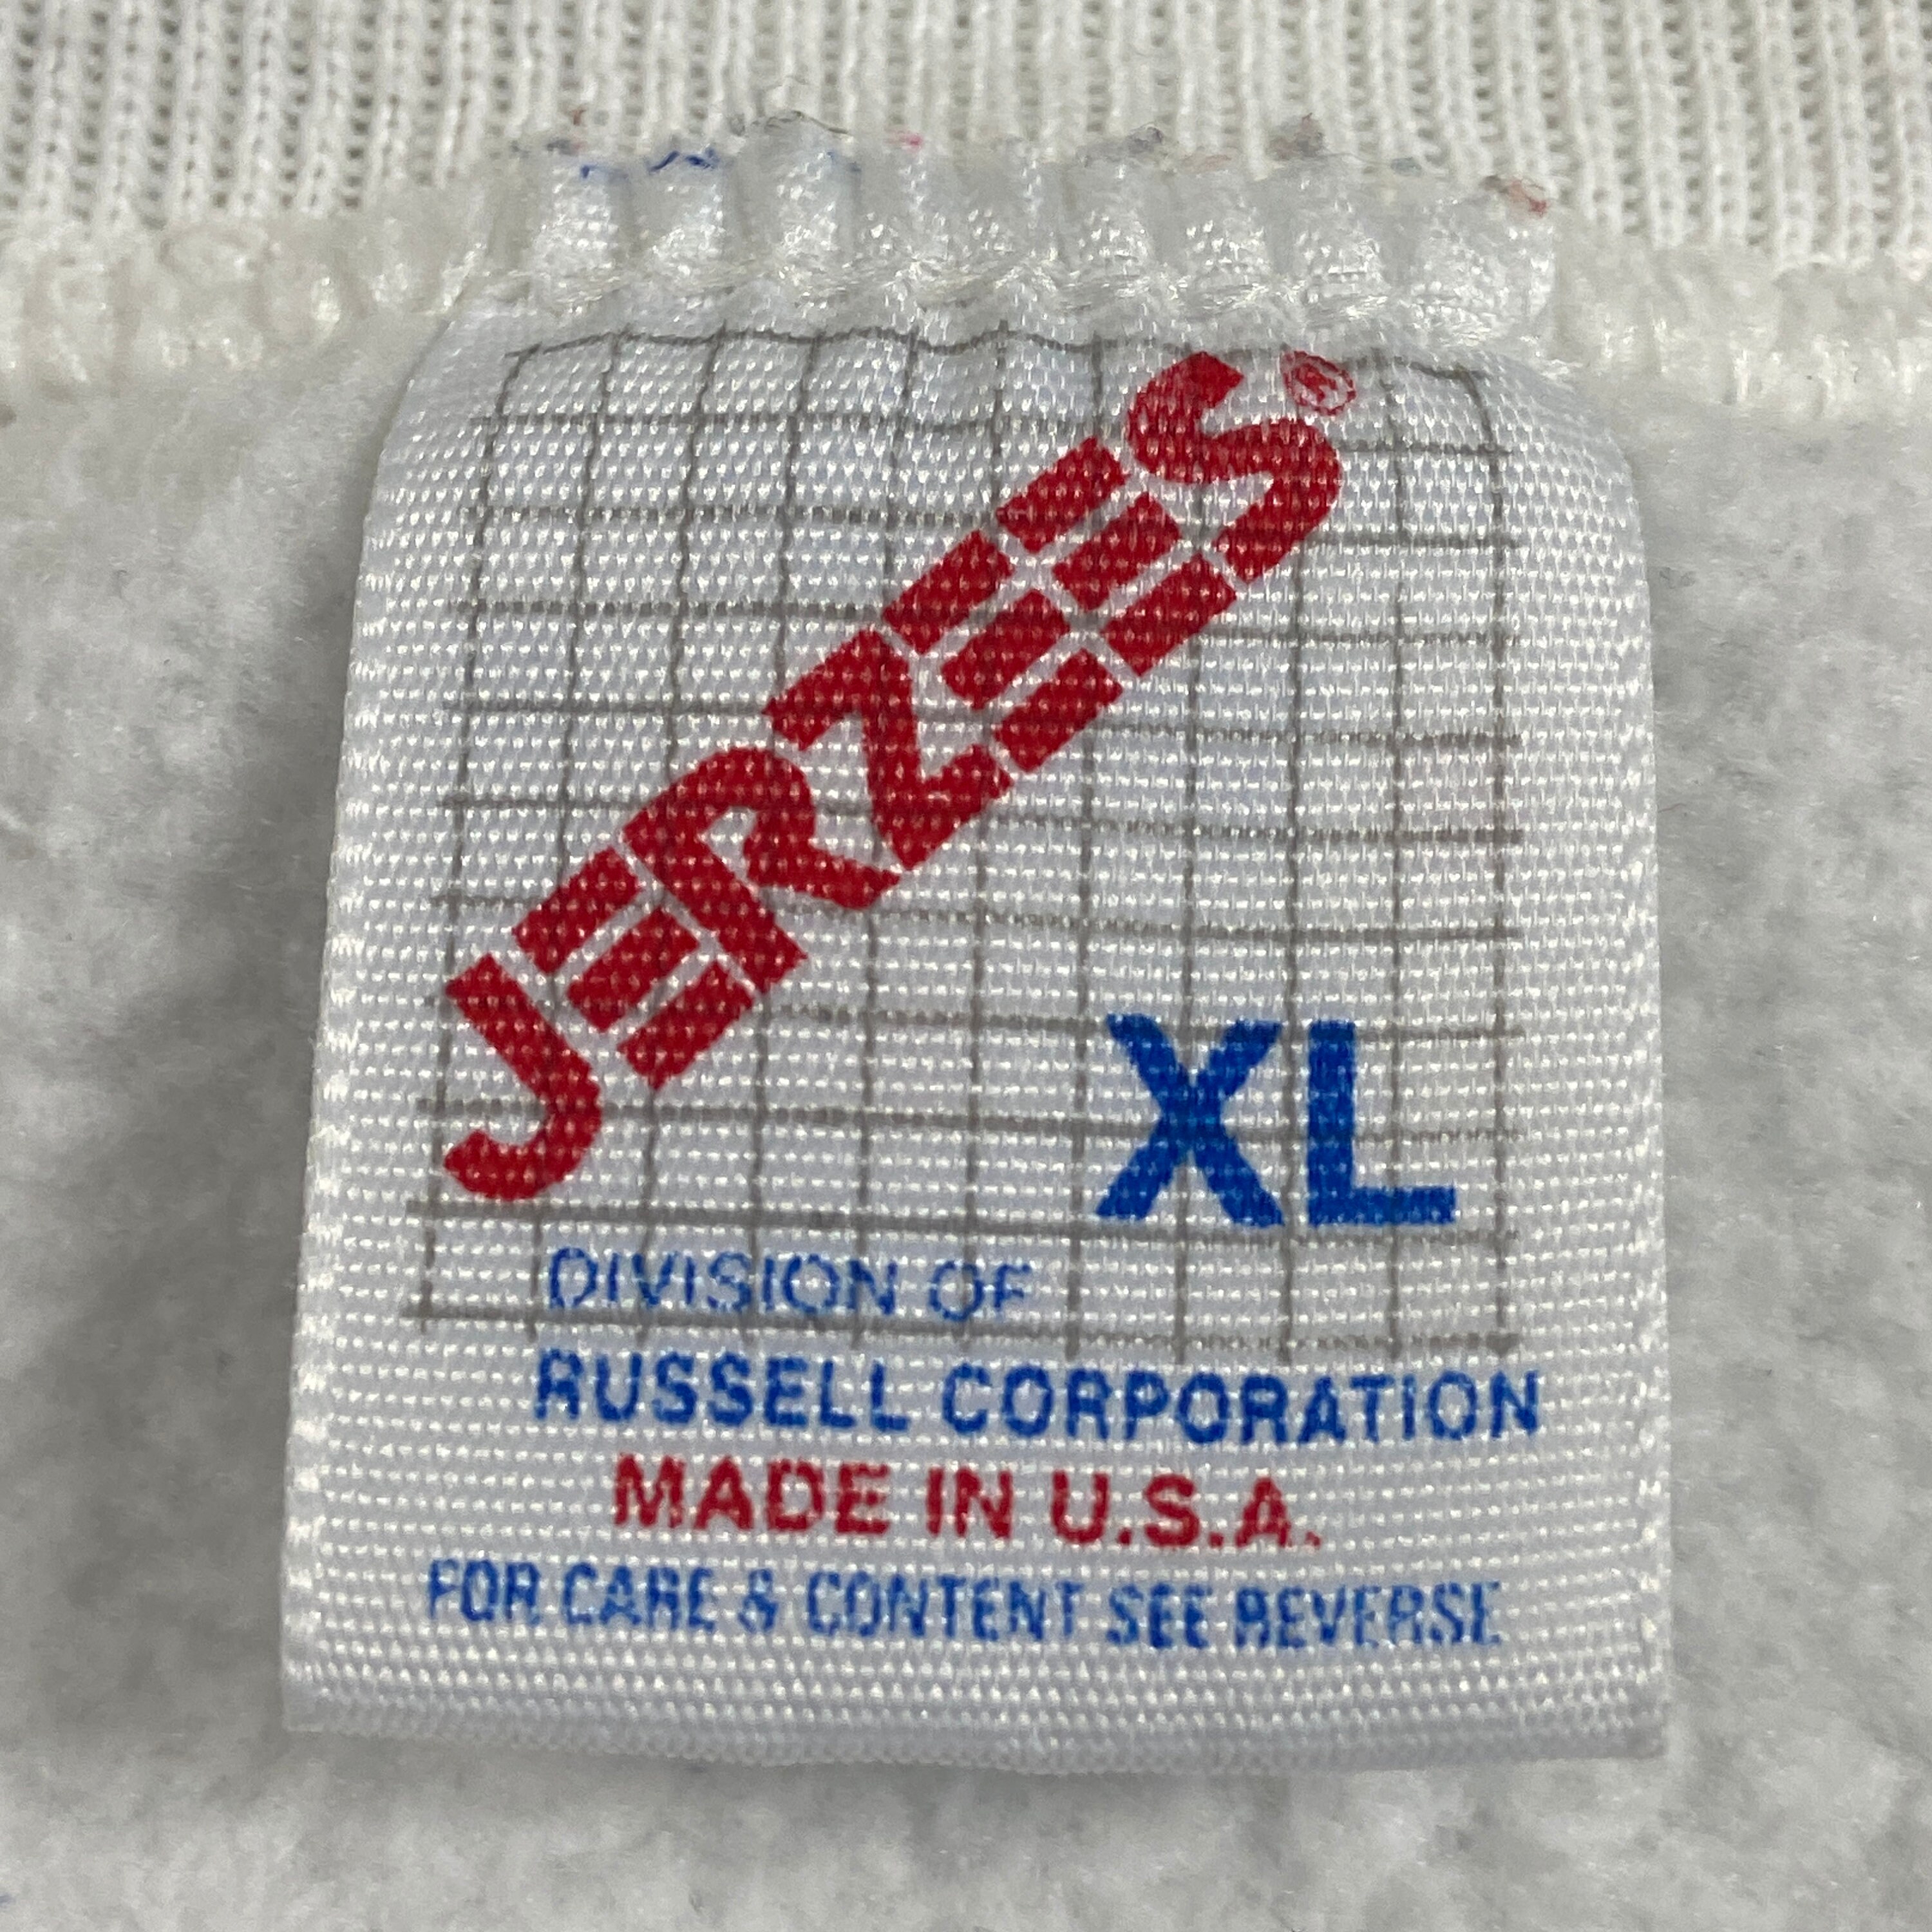 JERZEES®
XL
DIVISION OF
RUSSELL CORPORATION
MADE IN U.S.A.
FOR CARE & CONTENT SEE REVERSE